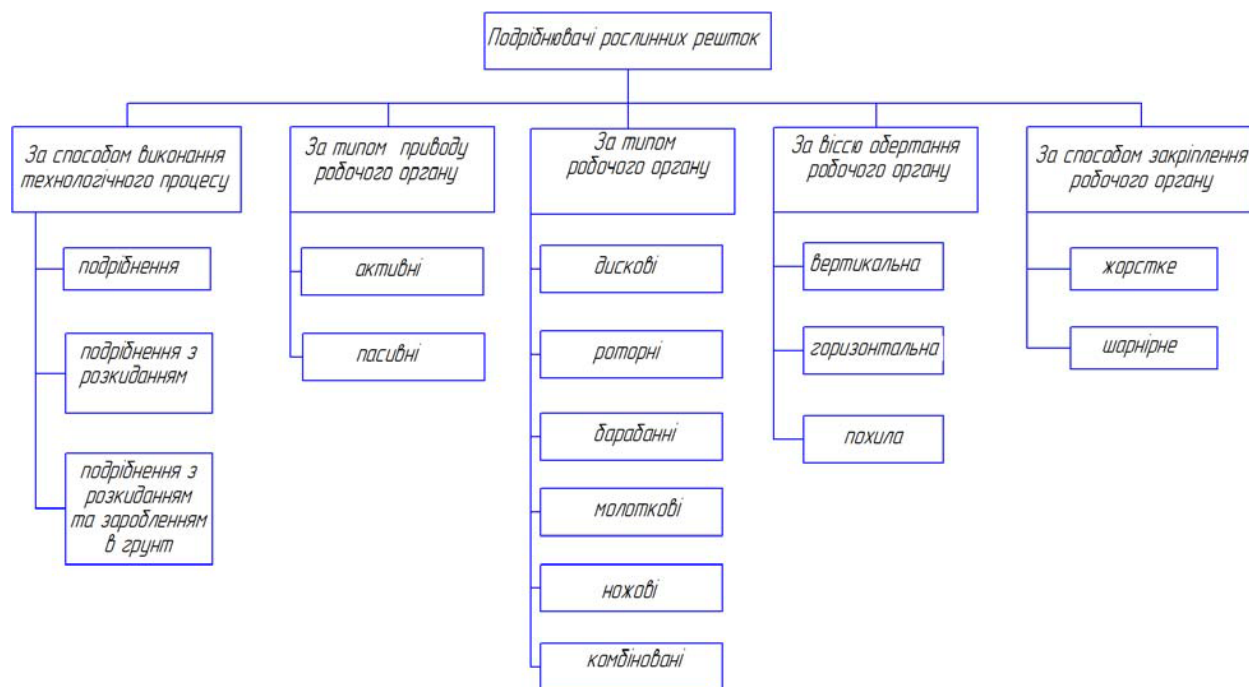 Подрібнювачі рослинних решток
За способом виконання
технологічного процесу
подрібнення
подрібнення з
розкиданням
подрібнення з
розкиданням
та заробленням
в грунт
За типом приводу
робочого органу
активні
пасивні
За типом
робочого органу
дискові
роторні
барабанні
молоткові
ножові
комбіновані
За віссю обертання
робочого органу
вертикальна
горизонтальна
похила
За способом закріплення
робочого органу
жорстке
шарнірне